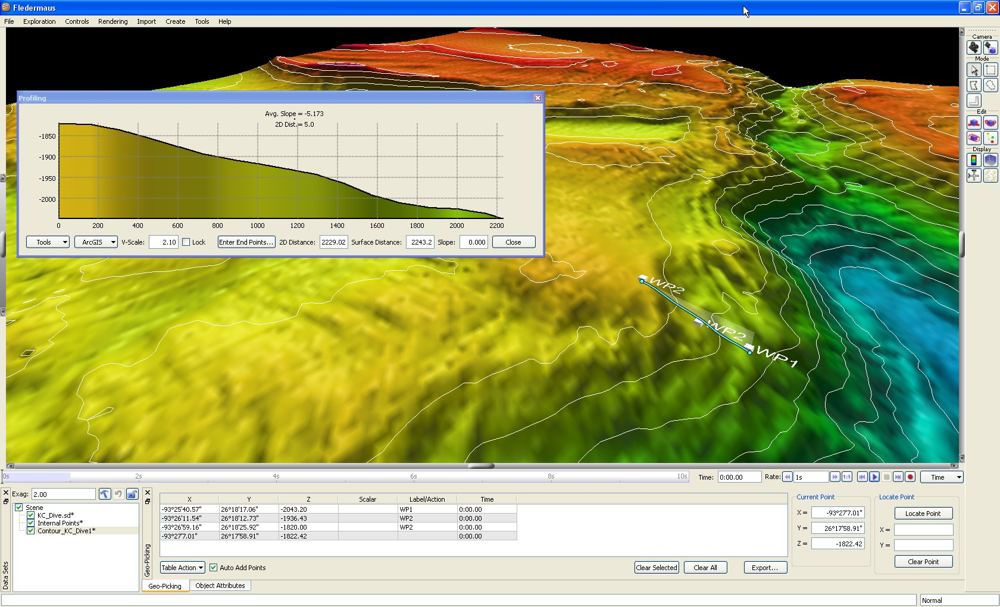 Fledermaus
File Exploration Controls Rendering Import Create Tools Help
Camera
Mode
Edit
Display
Profiling
Avg. Slope = -5.173
2D Dist. = 5.0
-1850
-1900
-1950
-2000
0 200 400 600 800 1000 1200 1400 1600 1800 2000 2200
Tools ArcGIS V-Scale: 2.10 Lock Enter End Points... 2D Distance: 2229.02 Surface Distance: 2243.2 Slope: 0.000 Close
WP2
WP2
WP1
0s 2s 4s 6s 8s 10s Time: 0:00.00 Rate: 1s 1:1 Time
Exag: 2.00
Scene
KC_Dive.sd*
Internal Points*
Contour_KC_Dive1*
Data Sets
Geo-Picking
X Y Z Scalar Label/Action Time
-93°25'40.57" 26°18'17.06" -2043.20 WP1 0:00.00
-93°26'11.54" 26°18'12.73" -1936.43 WP2 0:00.00
-93°26'59.16" 26°18'25.92" -1820.00 WP2 0:00.00
-93°27'7.01" 26°17'58.91" -1822.42 0:00.00
Table Action Auto Add Points Clear Selected Clear All Export...
Geo-Picking Object Attributes
Current Point
X = -93°27'7.01"
Y = 26°17'58.91"
Z = -1822.42
Locate Point
Locate Point
X =
Y =
Clear Point
Normal